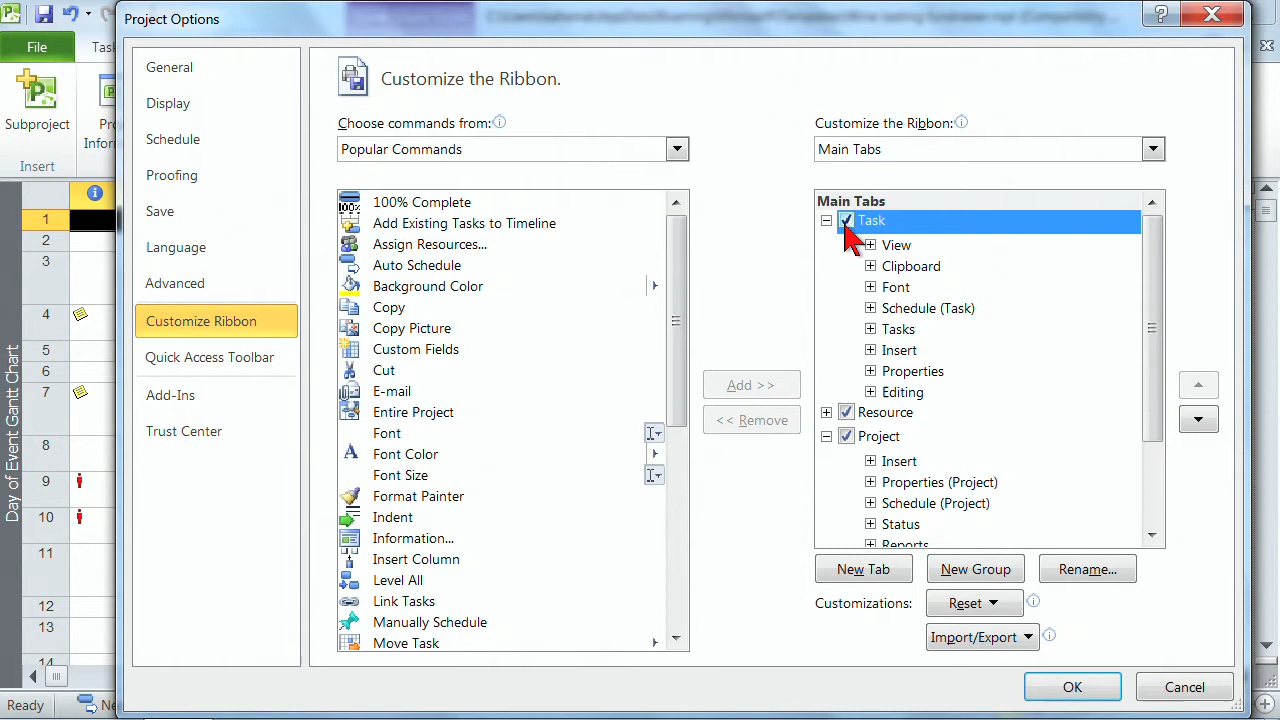 Project Options
File
Tas
Subproject
Pro
Infor
Insert
General
Display
Schedule
Proofing
Save
Language
Advanced
Customize Ribbon
Quick Access Toolbar
Add-Ins
Trust Center
Customize the Ribbon.
Choose commands from:
Popular Commands
100% Complete
Add Existing Tasks to Timeline
Assign Resources...
Auto Schedule
Background Color
Copy
Copy Picture
Custom Fields
Cut
E-mail
Entire Project
Font
Font Color
Font Size
Format Painter
Indent
Information...
Insert Column
Level All
Link Tasks
Manually Schedule
Move Task
Add >>
<< Remove
Customize the Ribbon:
Main Tabs
Main Tabs
Task
View
Clipboard
Font
Schedule (Task)
Tasks
Insert
Properties
Editing
Resource
Project
Insert
Properties (Project)
Schedule (Project)
Status
Reports
New Tab
New Group
Rename...
Customizations:
Reset
Import/Export
OK
Cancel
Day of Event Gantt Chart
1
2
3
4
5
6
7
8
9
10
11
12
13
14
Ready
Ne